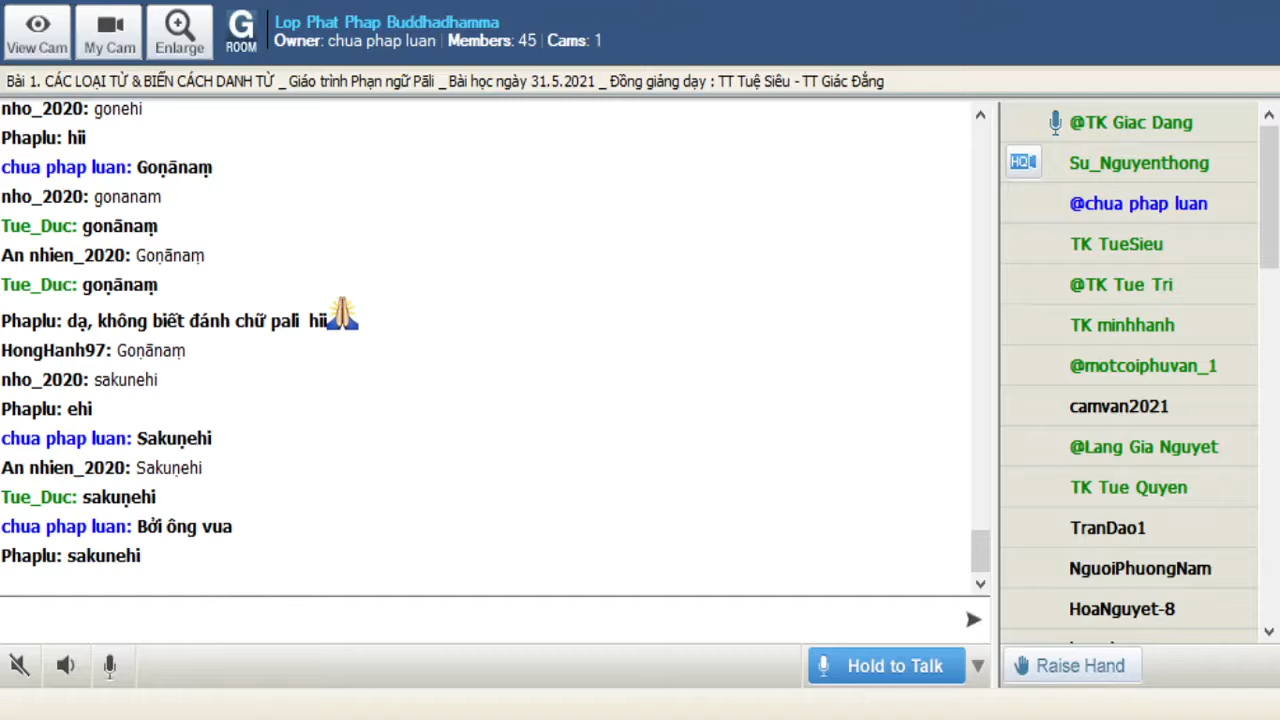 View Cam
My Cam
Enlarge
G
ROOM
Lop Phat Phap Buddhadhamma
Owner: chua phap luan | Members: 45 | Cams: 1
Bài 1. CÁC LOẠI TỪ & BIẾN CÁCH DANH TỪ _ Giáo trình Phạn ngữ Pāli _ Bài học ngày 31.5.2021 _ Đồng giảng dạy : TT Tuệ Siêu - TT Giác Đẳng
nho_2020: gonehi
Phaplu: hii
chua phap luan: Goṇānaṃ
nho_2020: gonanam
Tue_Duc: gonānaṃ
An nhien_2020: Goṇānaṃ
Tue_Duc: goṇānaṃ
Phaplu: dạ, không biết đánh chữ pali hii
HongHanh97: Goṇānaṃ
nho_2020: sakunehi
Phaplu: ehi
chua phap luan: Sakuṇehi
An nhien_2020: Sakuṇehi
Tue_Duc: sakuṇehi
chua phap luan: Bởi ông vua
Phaplu: sakunehi
Hold to Talk
@TK Giac Dang
HQ
Su_Nguyenthong
@chua phap luan
TK TueSieu
@TK Tue Tri
TK minhhanh
@motcoiphuvan_1
camvan2021
@Lang Gia Nguyet
TK Tue Quyen
TranDao1
NguoiPhuongNam
HoaNguyet-8
Raise Hand